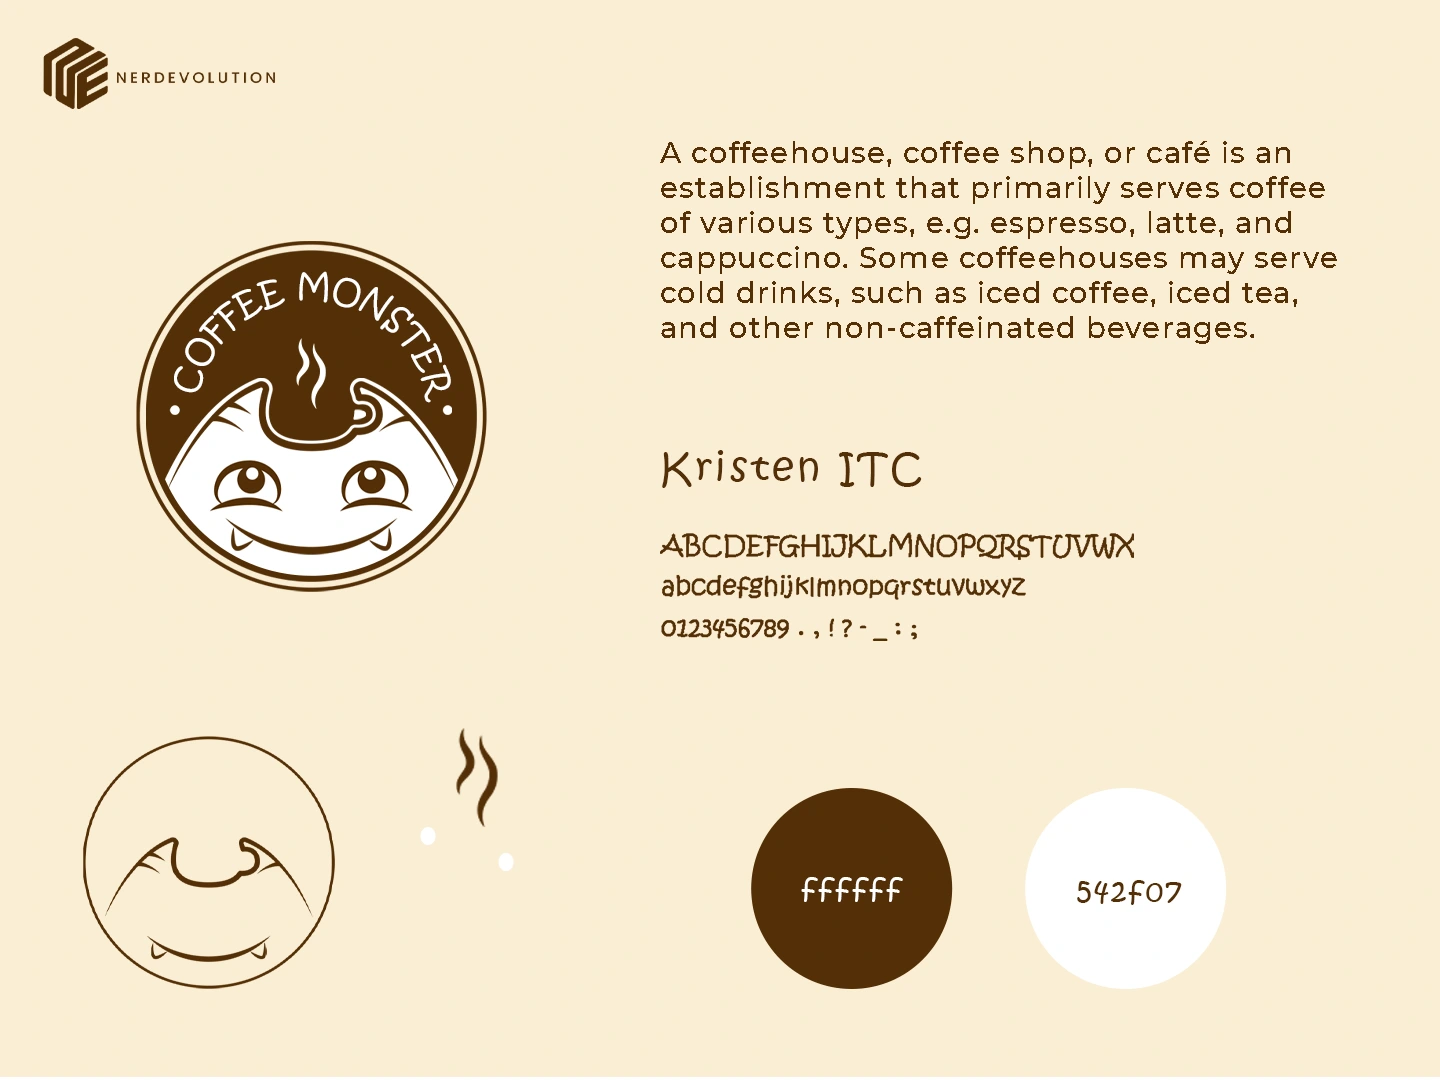 NERDEVOLUTION
A coffeehouse, coffee shop, or café is an
establishment that primarily serves coffee
of various types, e.g. espresso, latte, and
cappuccino. Some coffeehouses may serve
cold drinks, such as iced coffee, iced tea,
and other non-caffeinated beverages.
• COFFEE MONSTER •
Kristen ITC
ABCDEFGHIJKLMNOPQRSTUVWX
abcdefghijklmnopqrstuvwxyz
0123456789 . , ! ? - _ : ;
ffffff
542f07